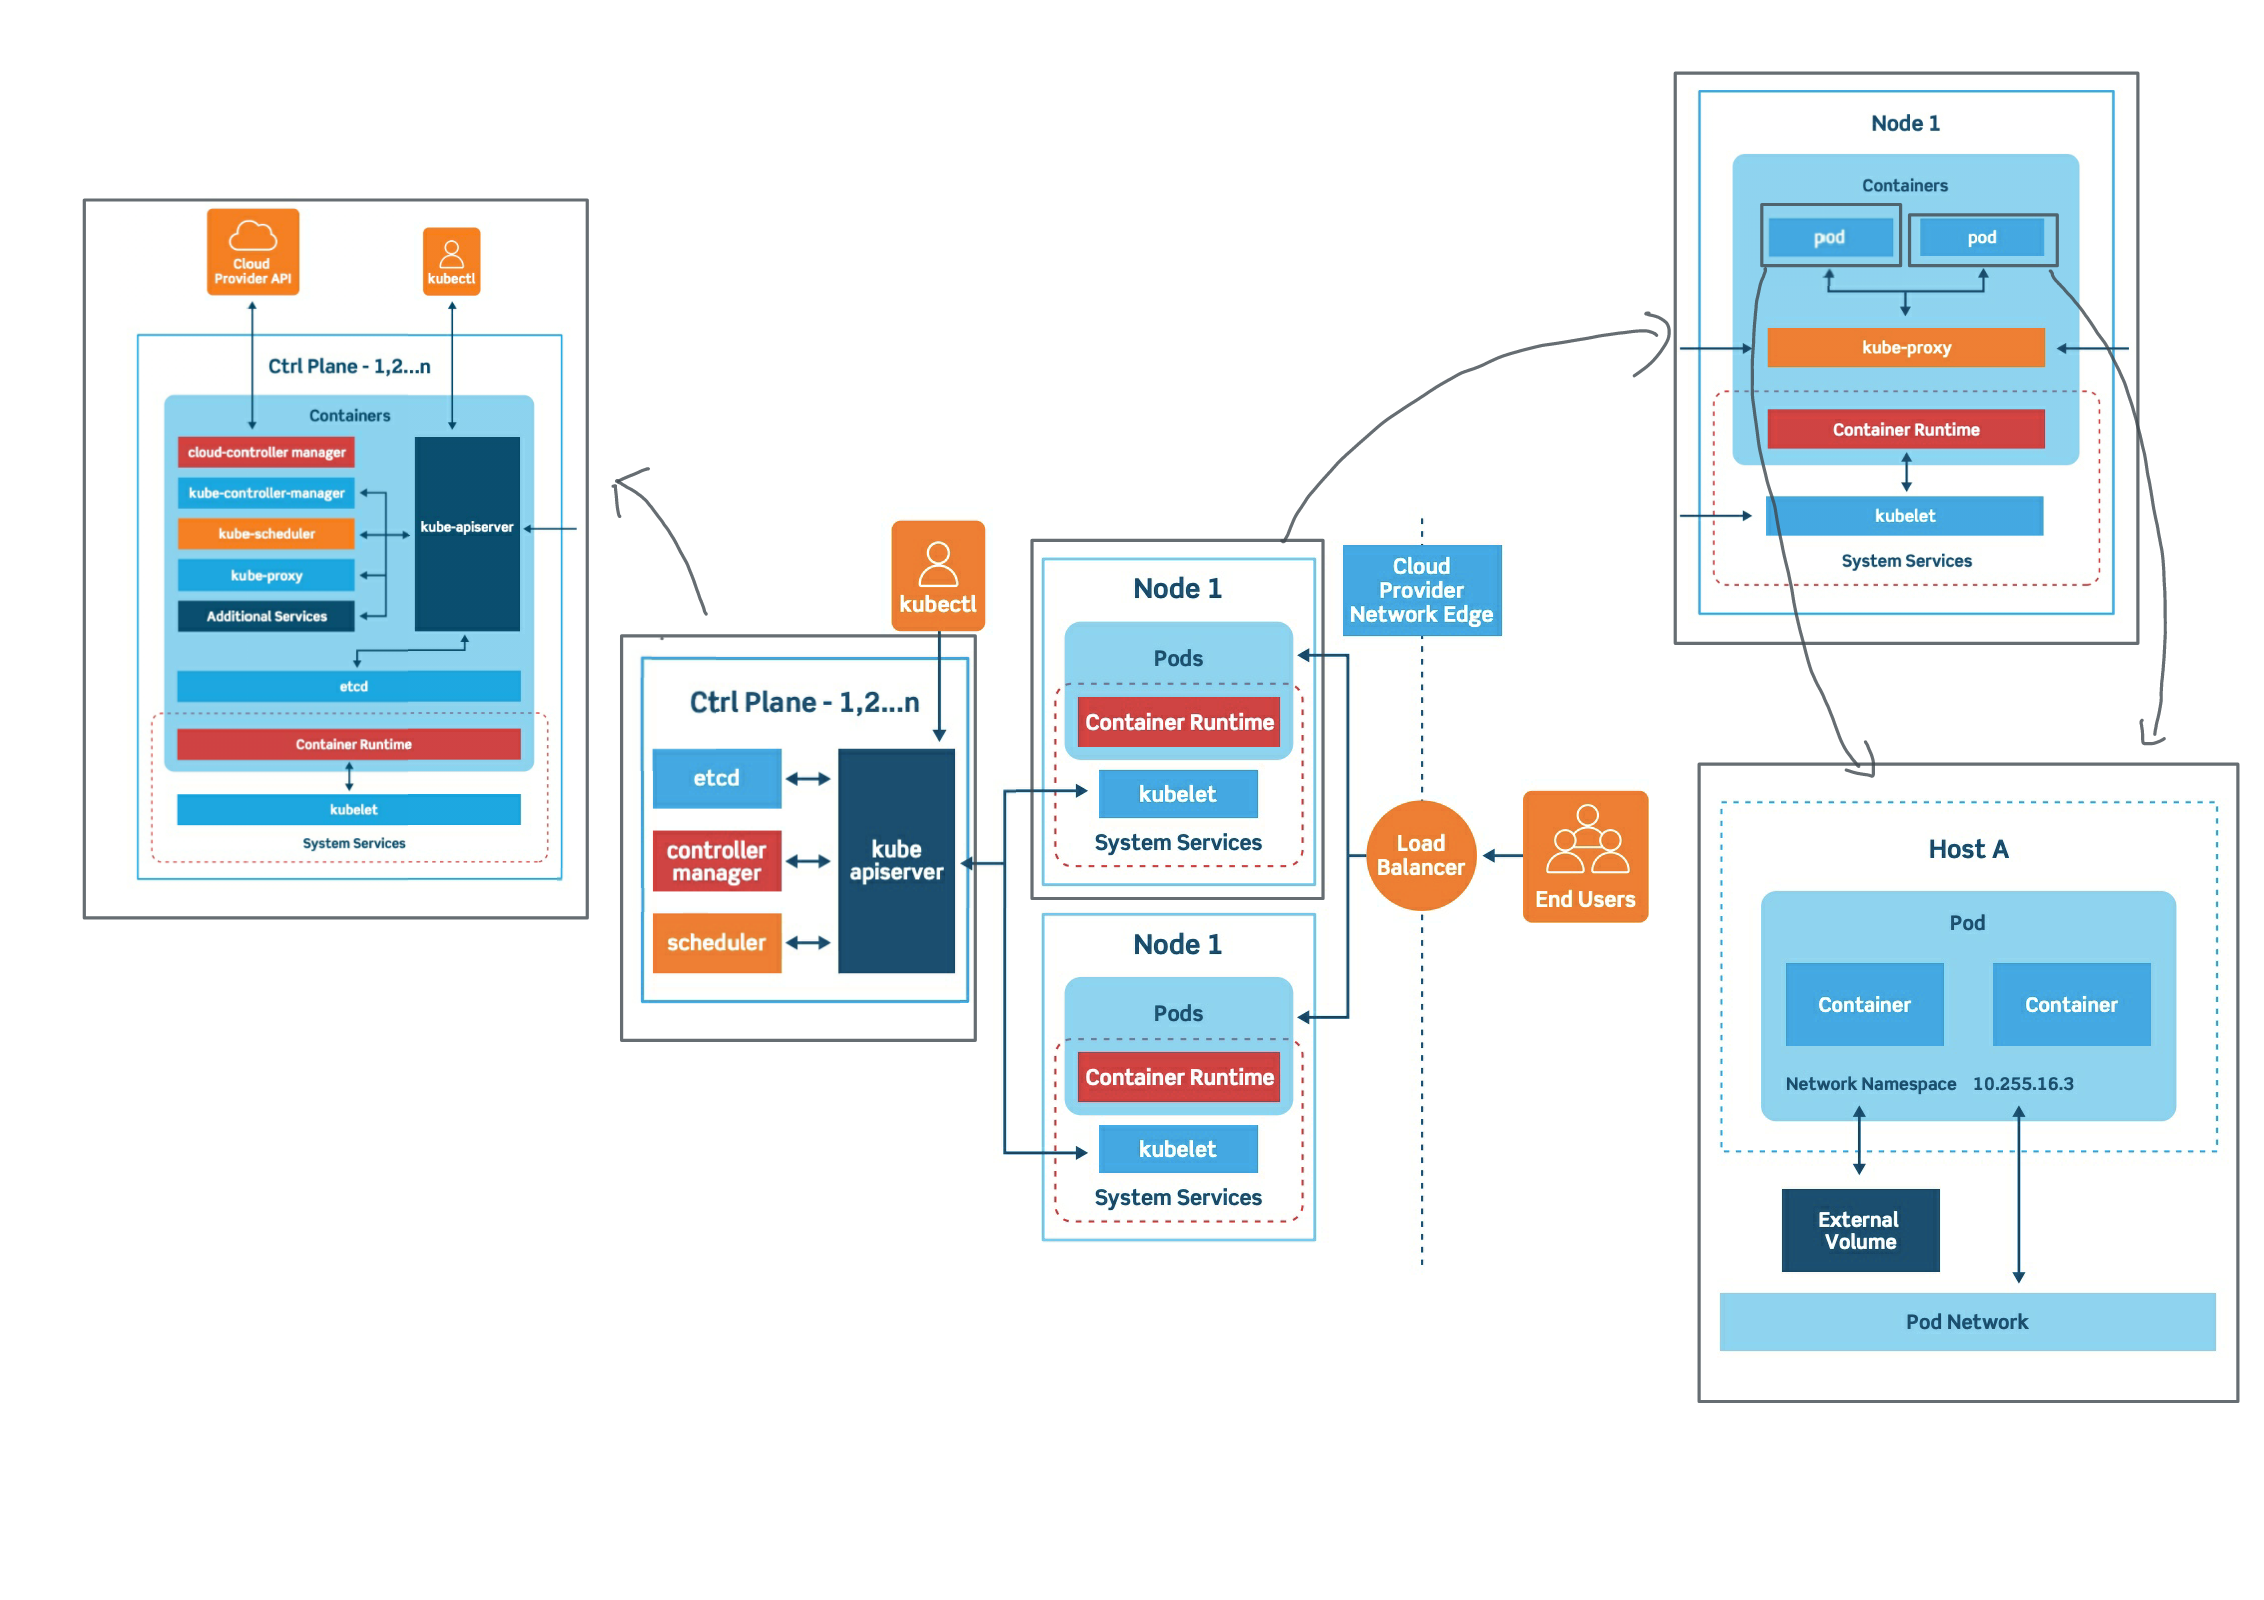 Cloud
Provider API
kubectl
Ctrl Plane - 1,2...n
Containers
cloud-controller manager
kube-controller-manager
kube-scheduler
kube-proxy
Additional Services
kube-apiserver
etcd
Container Runtime
kubelet
System Services
kubectl
Ctrl Plane - 1,2...n
etcd
controller
manager
scheduler
kube
apiserver
Node 1
Pods
Container Runtime
kubelet
System Services
Node 1
Pods
Container Runtime
kubelet
System Services
Cloud
Provider
Network Edge
Load
Balancer
End Users
Node 1
Containers
pod
pod
kube-proxy
Container Runtime
kubelet
System Services
Host A
Pod
Container
Container
Network Namespace 10.255.16.3
External
Volume
Pod Network